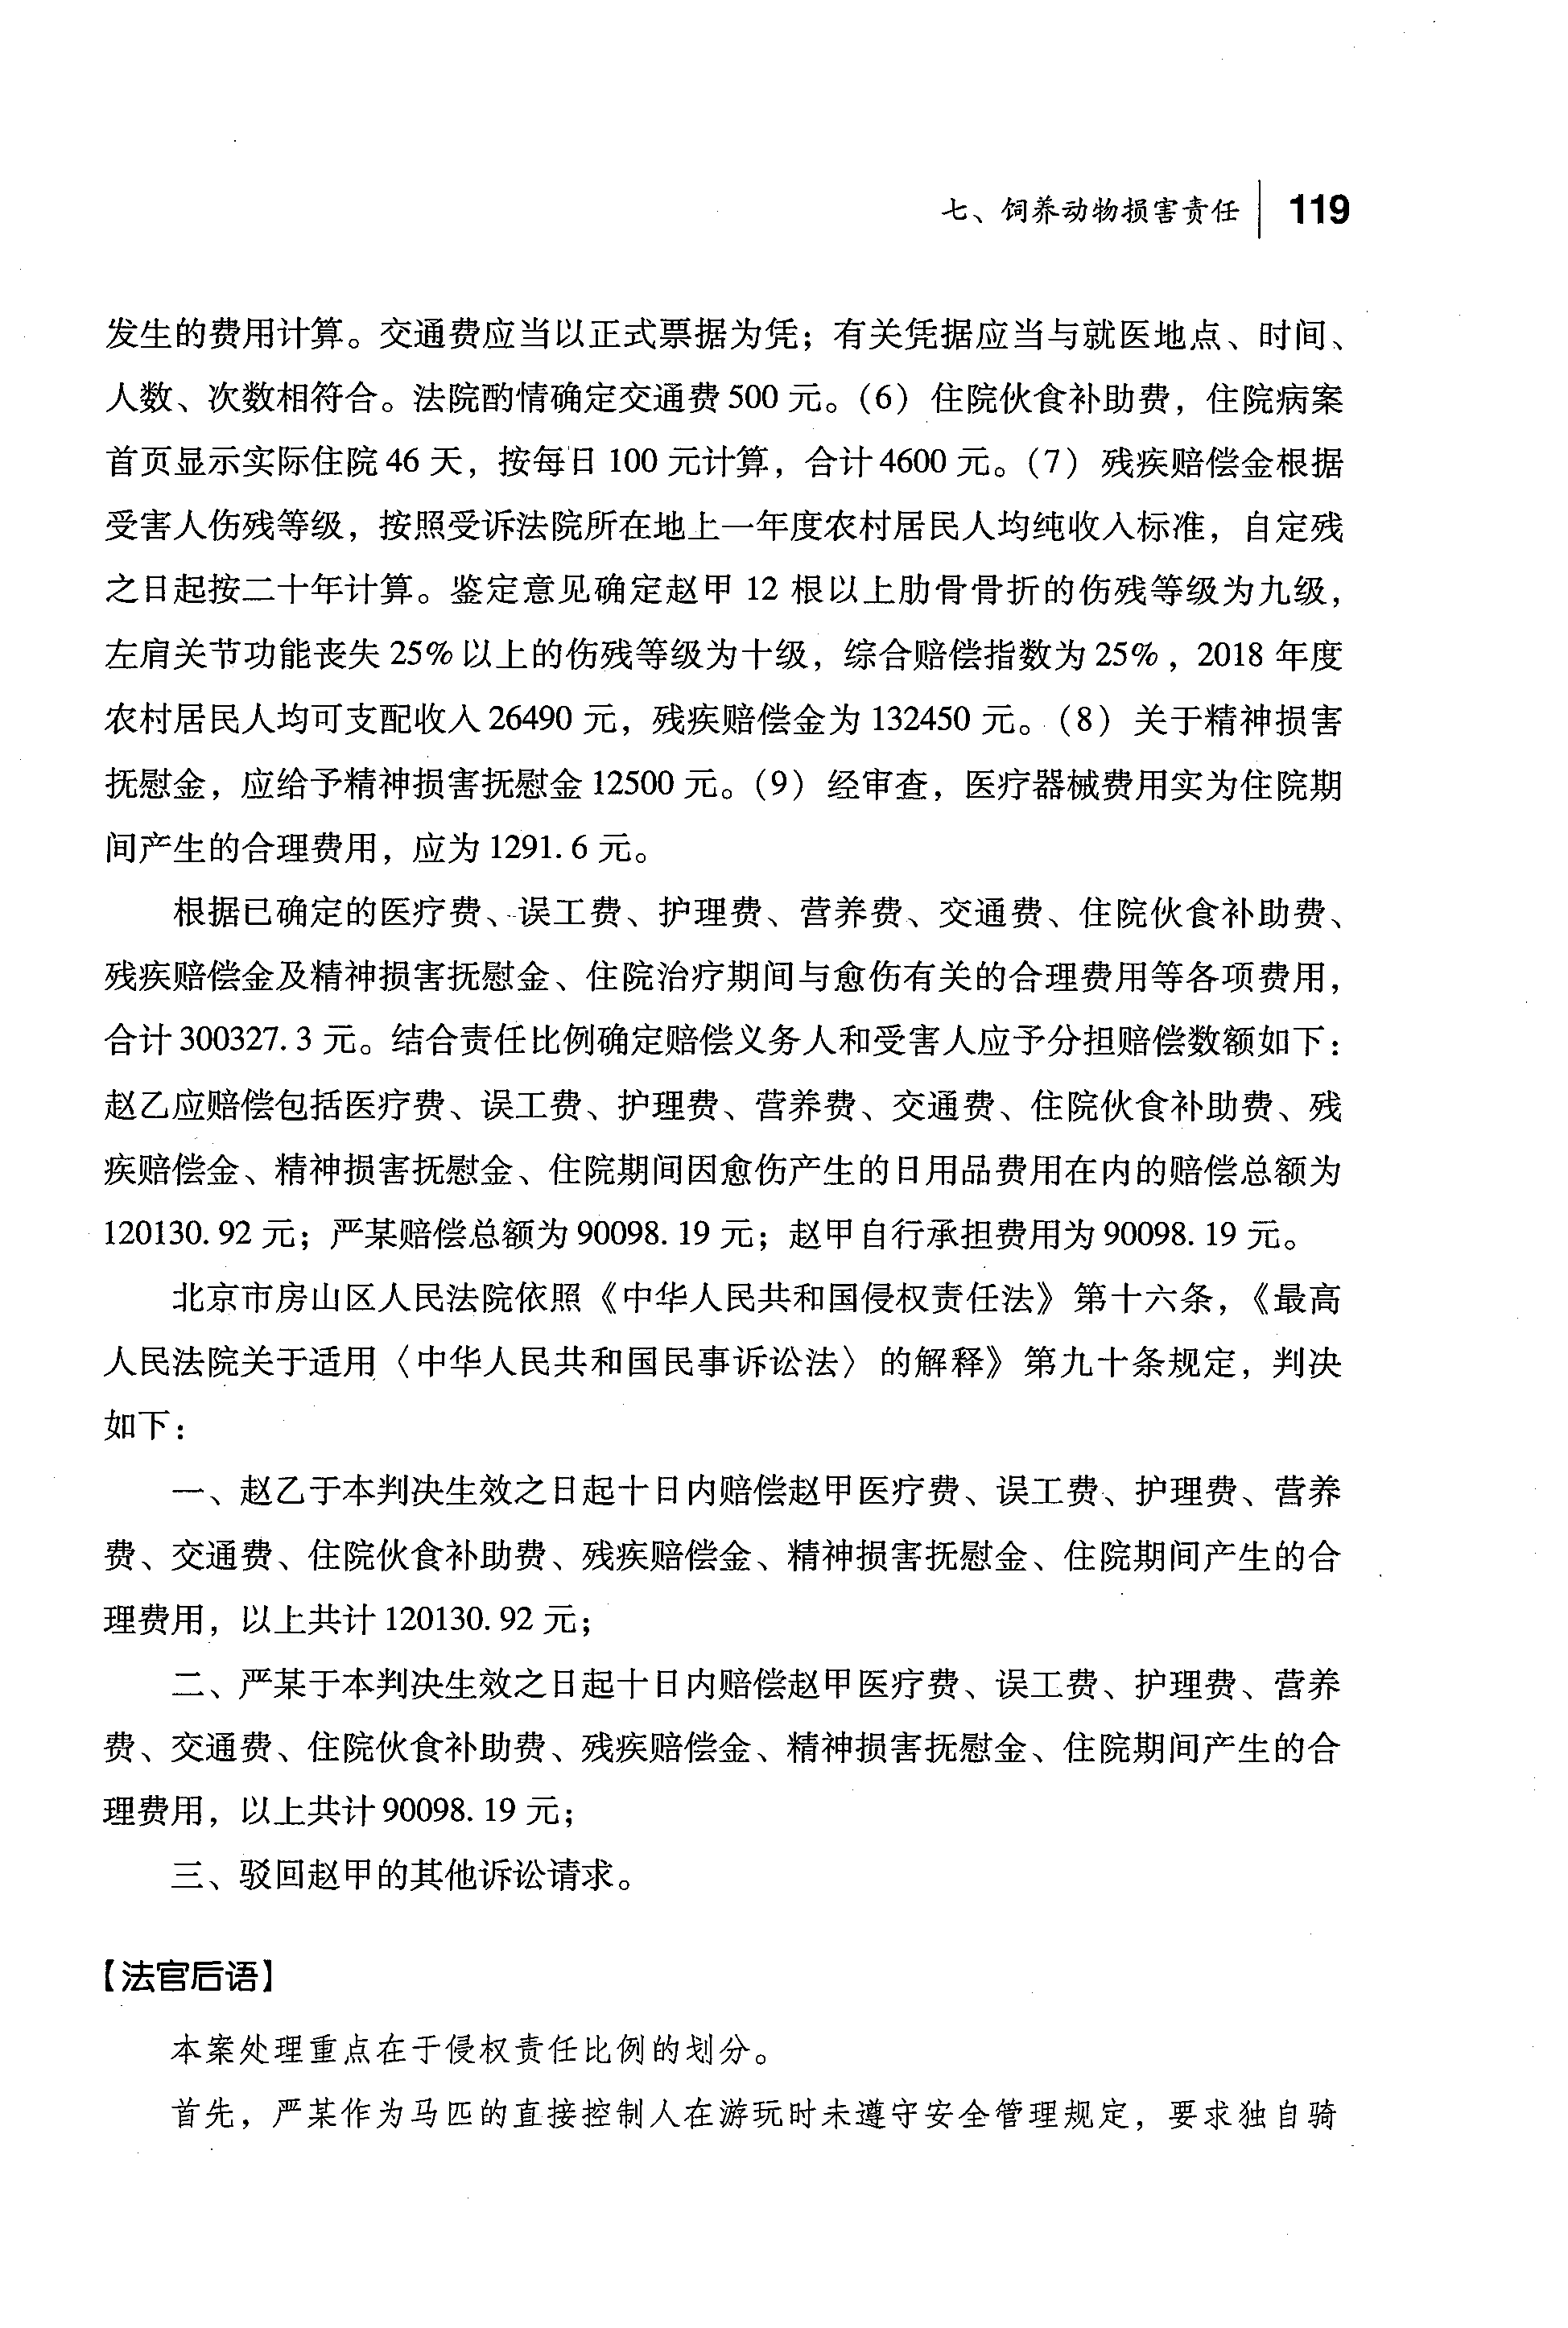 七、饲养动物损害责任 119
发生的费用计算。交通费应当以正式票据为凭；有关凭据应当与就医地点、时间、
人数、次数相符合。法院酌情确定交通费500元。（6）住院伙食补助费，住院病案
首页显示实际住院46天，按每日100元计算，合计4600元。（7）残疾赔偿金根据
受害人伤残等级，按照受诉法院所在地上一年度农村居民人均纯收入标准，自定残
之日起按二十年计算。鉴定意见确定赵甲12根以上肋骨骨折的伤残等级为九级，
左肩关节功能丧失25%以上的伤残等级为十级，综合赔偿指数为25%，2018年度
农村居民人均可支配收入26490元，残疾赔偿金为132450元。（8）关于精神损害
抚慰金，应给予精神损害抚慰金12500元。（9）经审查，医疗器械费用实为住院期
间产生的合理费用，应为1291.6元。
根据已确定的医疗费、误工费、护理费、营养费、交通费、住院伙食补助费、
残疾赔偿金及精神损害抚慰金、住院治疗期间与愈伤有关的合理费用等各项费用，
合计300327.3元。结合责任比例确定赔偿义务人和受害人应予分担赔偿数额如下：
赵乙应赔偿包括医疗费、误工费、护理费、营养费、交通费、住院伙食补助费、残
疾赔偿金、精神损害抚慰金、住院期间因愈伤产生的日用品费用在内的赔偿总额为
120130.92元；严某赔偿总额为90098.19元；赵甲自行承担费用为90098.19元。
北京市房山区人民法院依照《中华人民共和国侵权责任法》第十六条，《最高
人民法院关于适用〈中华人民共和国民事诉讼法〉的解释》第九十条规定，判决
如下：
一、赵乙于本判决生效之日起十日内赔偿赵甲医疗费、误工费、护理费、营养
费、交通费、住院伙食补助费、残疾赔偿金、精神损害抚慰金、住院期间产生的合
理费用，以上共计120130.92元；
二、严某于本判决生效之日起十日内赔偿赵甲医疗费、误工费、护理费、营养
费、交通费、住院伙食补助费、残疾赔偿金、精神损害抚慰金、住院期间产生的合
理费用，以上共计90098.19元；
三、驳回赵甲的其他诉讼请求。
【法官后语】
本案处理重点在于侵权责任比例的划分。
首先，严某作为马匹的直接控制人在游玩时未遵守安全管理规定，要求独自骑